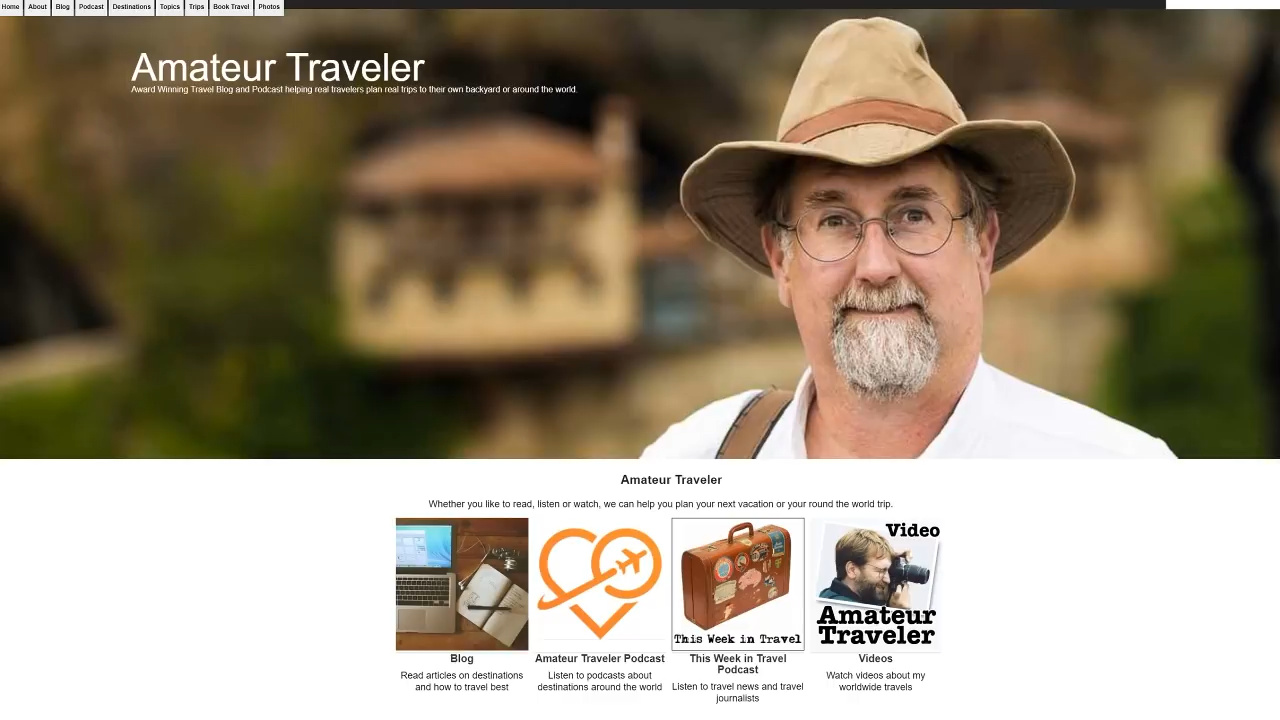 Home About Blog Podcast Destinations Topics Trips Book Travel Photos
Amateur Traveler
Award Winning Travel Blog and Podcast helping real travelers plan real trips to their own backyard or around the world.
Amateur Traveler
Whether you like to read, listen or watch, we can help you plan your next vacation or your round the world trip.
This Week in Travel
Video
Amateur
Traveler
Blog
Read articles on destinations
and how to travel best
Amateur Traveler Podcast
Listen to podcasts about
destinations around the world
This Week in Travel
Podcast
Listen to travel news and travel
journalists
Videos
Watch videos about my
worldwide travels